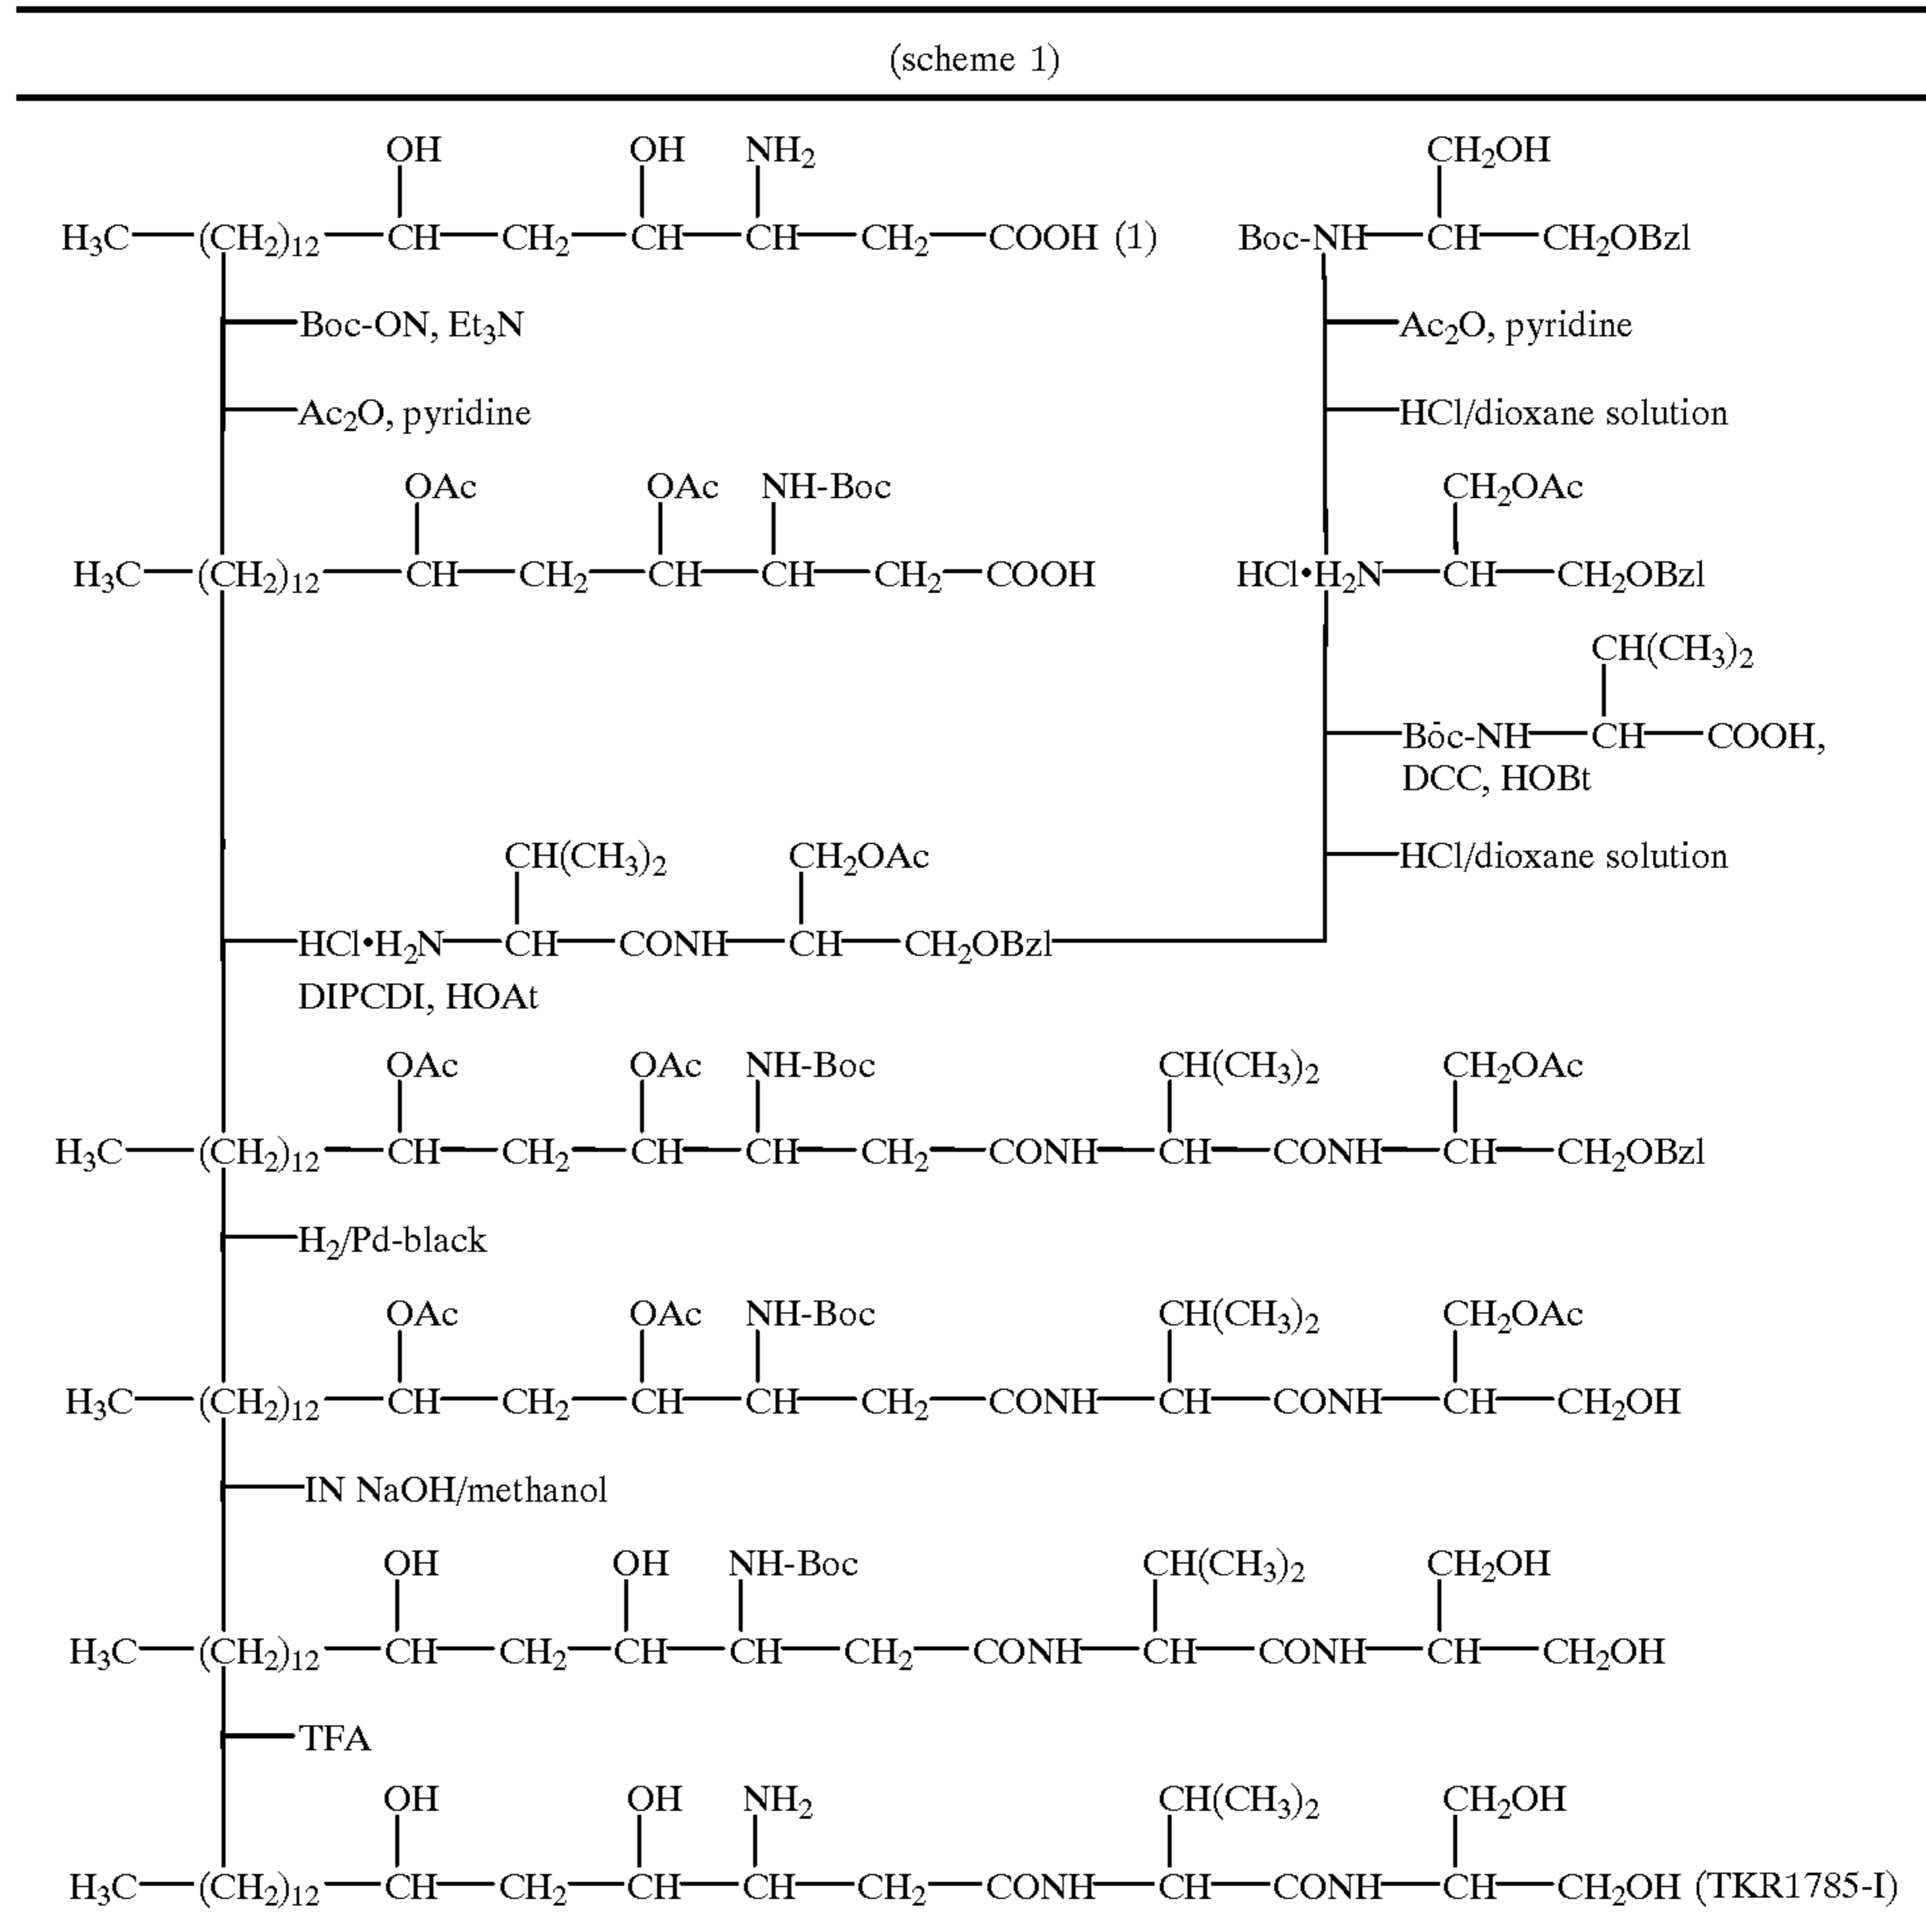 (scheme 1)
OH OH NH2 CH2OH
H3C—(CH2)12—CH—CH2—CH—CH—CH2—COOH (1) Boc-NH—CH—CH2OBzl
Boc-ON, Et3N Ac2O, pyridine
Ac2O, pyridine HCl/dioxane solution
OAc OAc NH-Boc CH2OAc
H3C—(CH2)12—CH—CH2—CH—CH—CH2—COOH HCl•H2N—CH—CH2OBzl
CH(CH3)2
Boc-NH—CH—COOH,
DCC, HOBt
CH(CH3)2 CH2OAc HCl/dioxane solution
HCl•H2N—CH—CONH—CH—CH2OBzl
DIPCDI, HOAt
OAc OAc NH-Boc CH(CH3)2 CH2OAc
H3C—(CH2)12—CH—CH2—CH—CH—CH2—CONH—CH—CONH—CH—CH2OBzl
H2/Pd-black
OAc OAc NH-Boc CH(CH3)2 CH2OAc
H3C—(CH2)12—CH—CH2—CH—CH—CH2—CONH—CH—CONH—CH—CH2OH
IN NaOH/methanol
OH OH NH-Boc CH(CH3)2 CH2OH
H3C—(CH2)12—CH—CH2—CH—CH—CH2—CONH—CH—CONH—CH—CH2OH
TFA
OH OH NH2 CH(CH3)2 CH2OH
H3C—(CH2)12—CH—CH2—CH—CH—CH2—CONH—CH—CONH—CH—CH2OH (TKR1785-I)